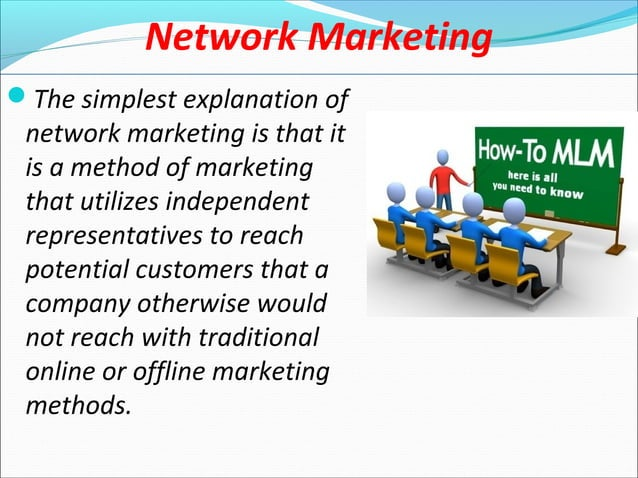 Network Marketing
The simplest explanation of
network marketing is that it
is a method of marketing
that utilizes independent
representatives to reach
potential customers that a
company otherwise would
not reach with traditional
online or offline marketing
methods.
How-To MLM
here is all
you need to know